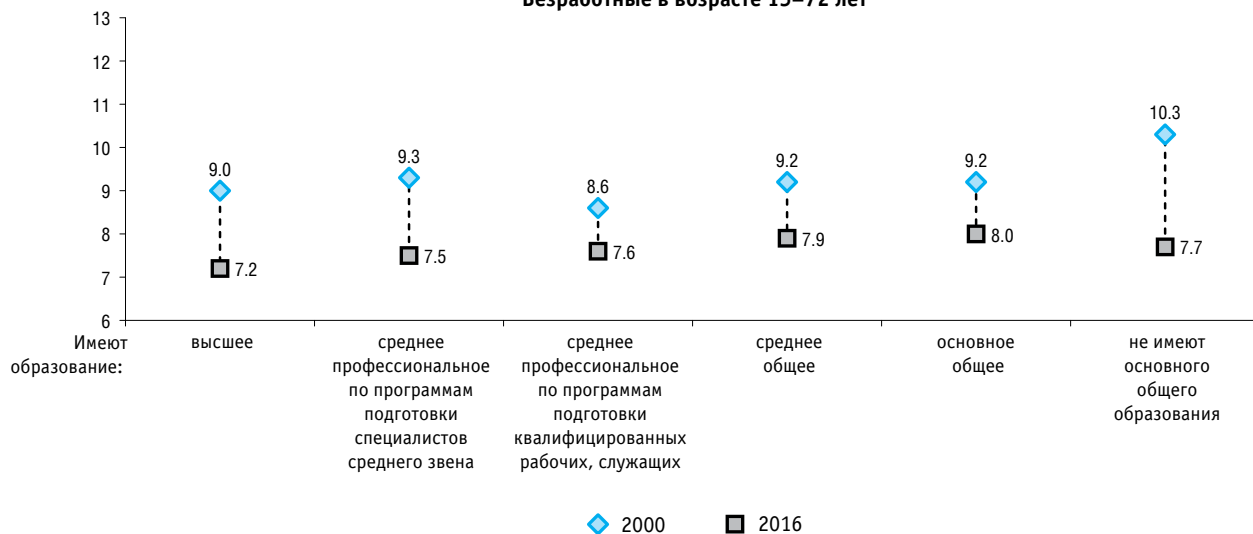 Безработные в возрасте 15–72 лет
13
12
11
10
9
8
7
6
9.0
9.3
8.6
9.2
9.2
10.3
7.2
7.5
7.6
7.9
8.0
7.7
Имеют
образование:
высшее
среднее
профессиональное
по программам
подготовки
специалистов
среднего звена
среднее
профессиональное
по программам
подготовки
квалифицированных
рабочих, служащих
среднее
общее
основное
общее
не имеют
основного
общего
образования
2000
2016